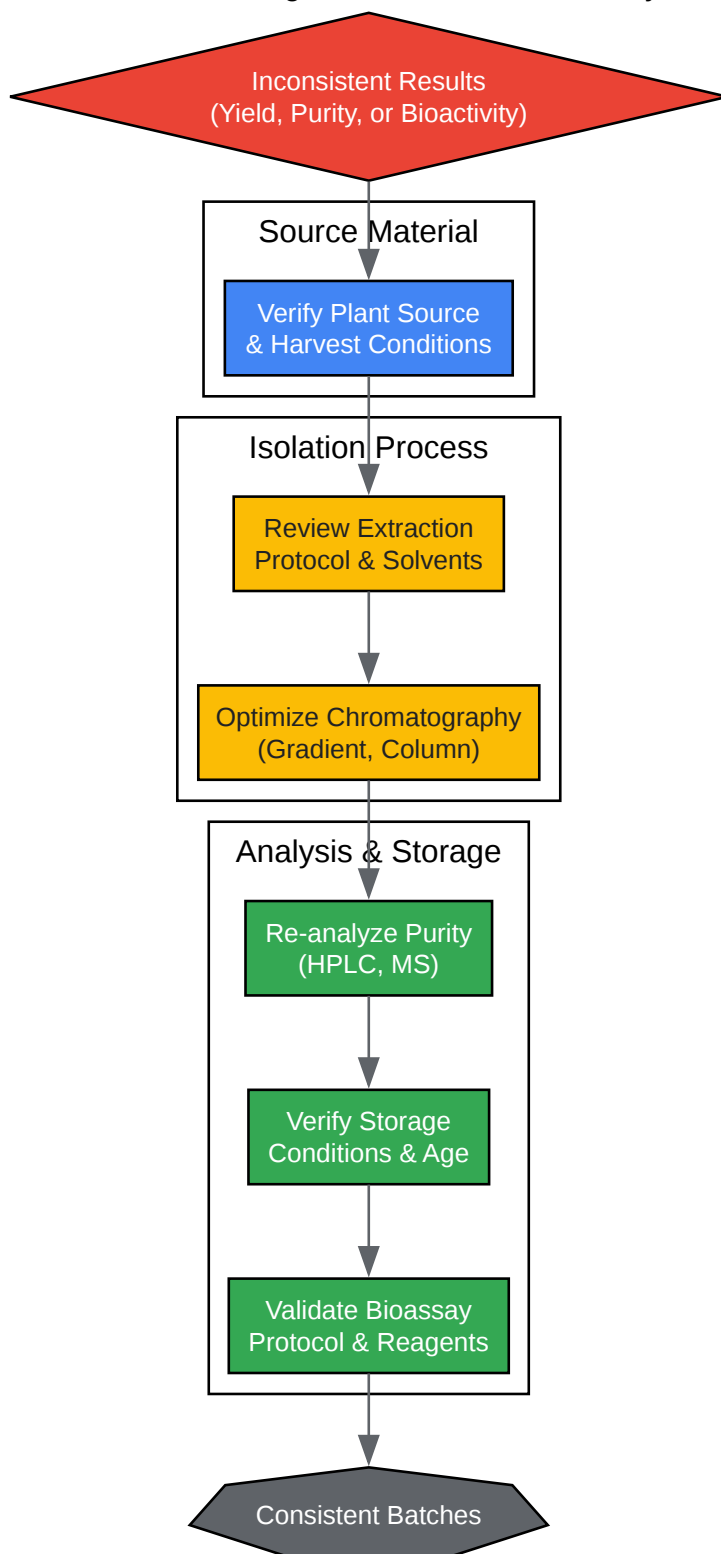 Inconsistent Results
(Yield, Purity, or Bioactivity)
Source Material
Verify Plant Source
& Harvest Conditions
Isolation Process
Review Extraction
Protocol & Solvents
Optimize Chromatography
(Gradient, Column)
Analysis & Storage
Re-analyze Purity
(HPLC, MS)
Verify Storage
Conditions & Age
Validate Bioassay
Protocol & Reagents
Consistent Batches